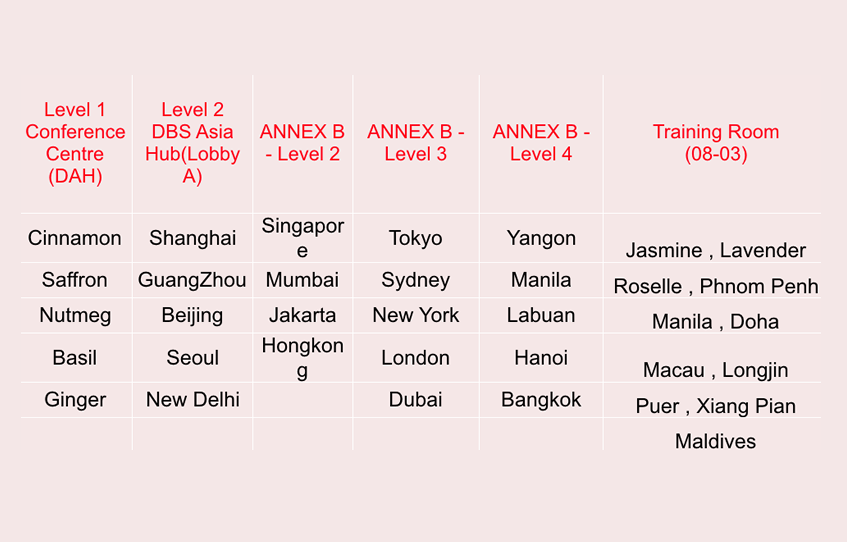 Level 1
Conference
Centre
(DAH)
Level 2
DBS Asia
Hub(Lobby
A)
ANNEX B
- Level 2
ANNEX B -
Level 3
ANNEX B -
Level 4
Training Room
(08-03)
Cinnamon
Shanghai
Singapor
e
Tokyo
Yangon
Jasmine , Lavender
Saffron
GuangZhou
Mumbai
Sydney
Manila
Roselle , Phnom Penh
Nutmeg
Beijing
Jakarta
New York
Labuan
Manila , Doha
Basil
Seoul
Hongkon
g
London
Hanoi
Macau , Longjin
Ginger
New Delhi
Dubai
Bangkok
Puer , Xiang Pian
Maldives